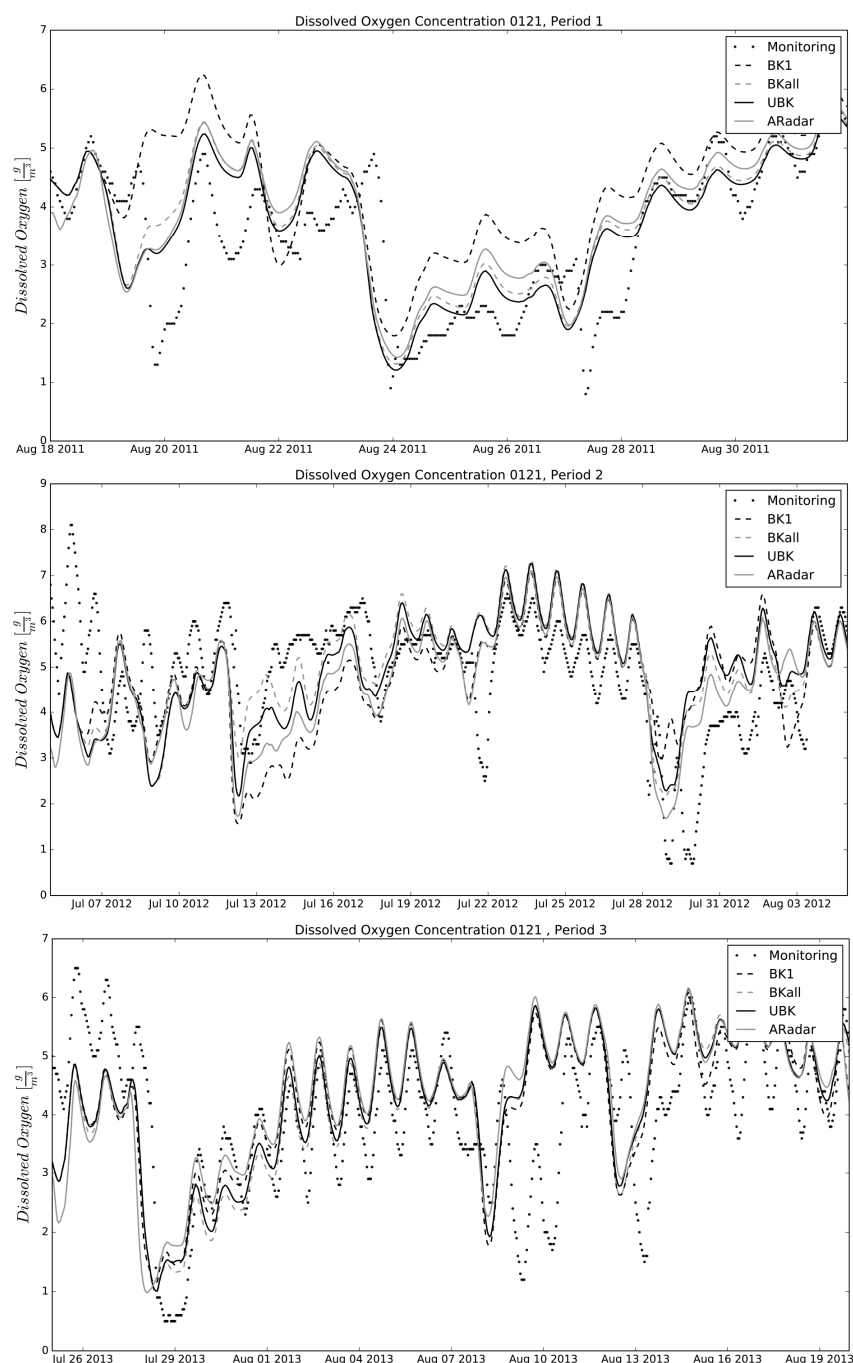 Dissolved Oxygen Concentration 0121, Period 1
7
6
5
4
3
2
1
0
Dissolved Oxygen [g/m³]
Monitoring
BK1
BKall
UBK
ARadar
Aug 18 2011 Aug 20 2011 Aug 22 2011 Aug 24 2011 Aug 26 2011 Aug 28 2011 Aug 30 2011
Dissolved Oxygen Concentration 0121, Period 2
9
8
7
6
5
4
3
2
1
0
Dissolved Oxygen [g/m³]
Monitoring
BK1
BKall
UBK
ARadar
Jul 07 2012 Jul 10 2012 Jul 13 2012 Jul 16 2012 Jul 19 2012 Jul 22 2012 Jul 25 2012 Jul 28 2012 Jul 31 2012 Aug 03 2012
Dissolved Oxygen Concentration 0121 , Period 3
7
6
5
4
3
2
1
0
Dissolved Oxygen [g/m³]
Monitoring
BK1
BKall
UBK
ARadar
Jul 26 2013 Jul 29 2013 Aug 01 2013 Aug 04 2013 Aug 07 2013 Aug 10 2013 Aug 13 2013 Aug 16 2013 Aug 19 2013